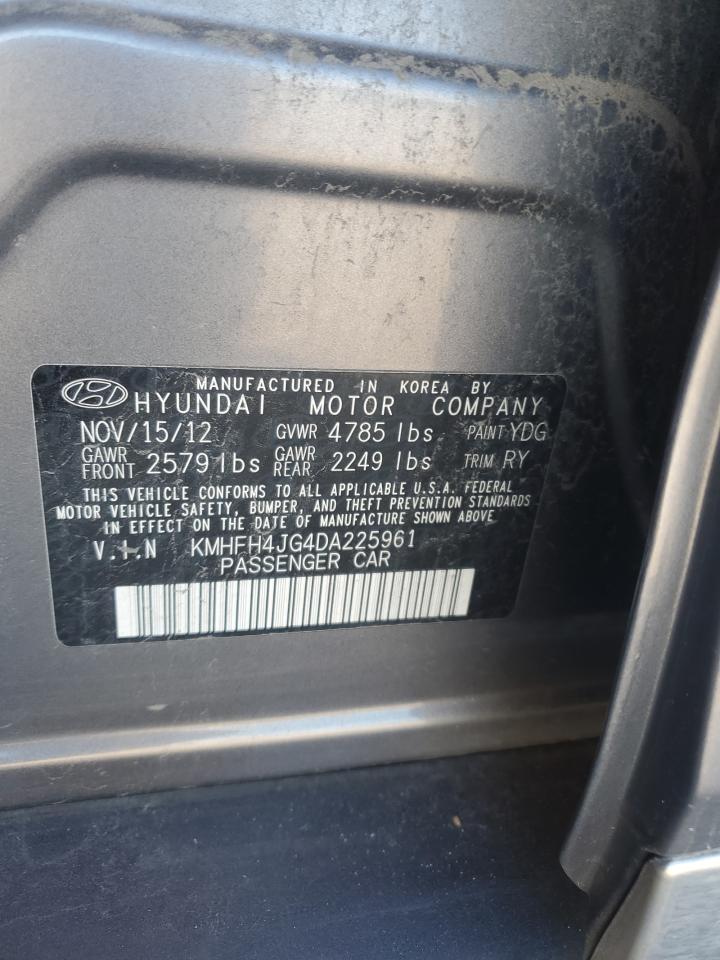 MANUFACTURED IN KOREA BY
HYUNDAI MOTOR COMPANY
NOV/15/12 GVWR 4785 lbs PAINT YDG
GAWR FRONT 2579 lbs GAWR REAR 2249 lbs TRIM RY
THIS VEHICLE CONFORMS TO ALL APPLICABLE U.S.A. FEDERAL
MOTOR VEHICLE SAFETY, BUMPER, AND THEFT PREVENTION STANDARDS
IN EFFECT ON THE DATE OF MANUFACTURE SHOWN ABOVE
V.I.N KMHFH4JG4DA225961
PASSENGER CAR